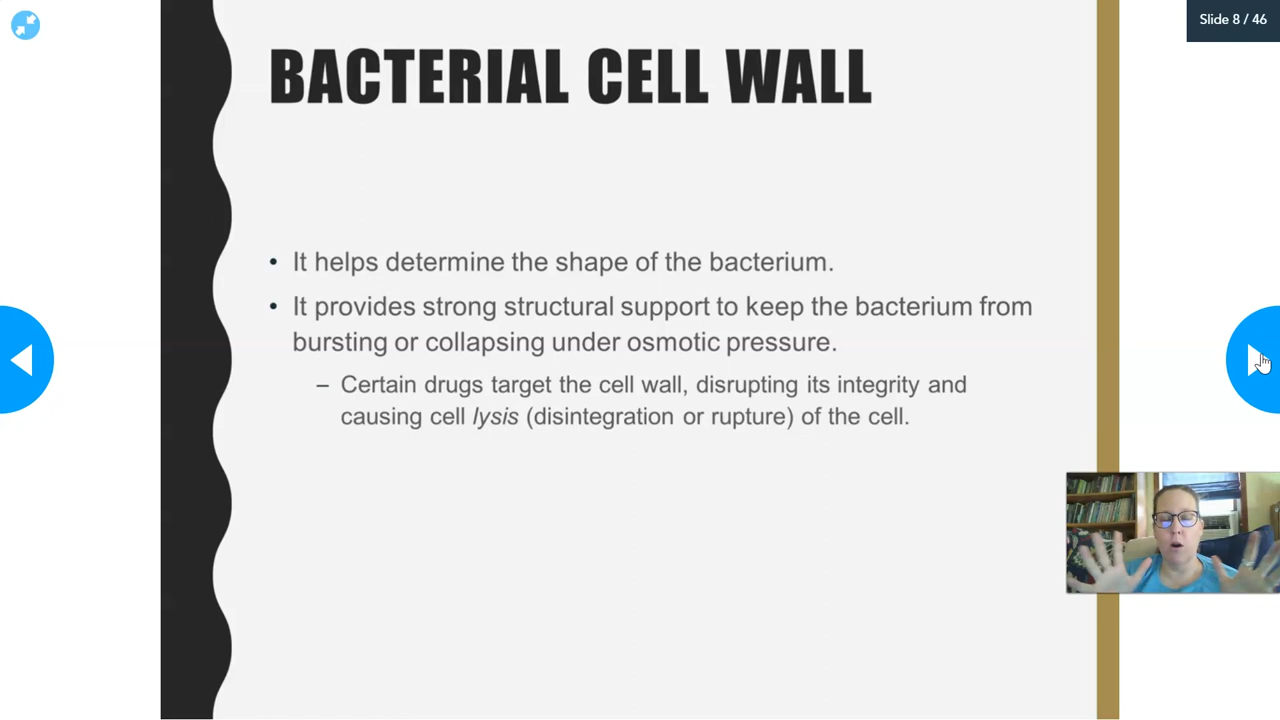 Slide 8 / 46
BACTERIAL CELL WALL
• It helps determine the shape of the bacterium.
• It provides strong structural support to keep the bacterium from
bursting or collapsing under osmotic pressure.
– Certain drugs target the cell wall, disrupting its integrity and
causing cell lysis (disintegration or rupture) of the cell.